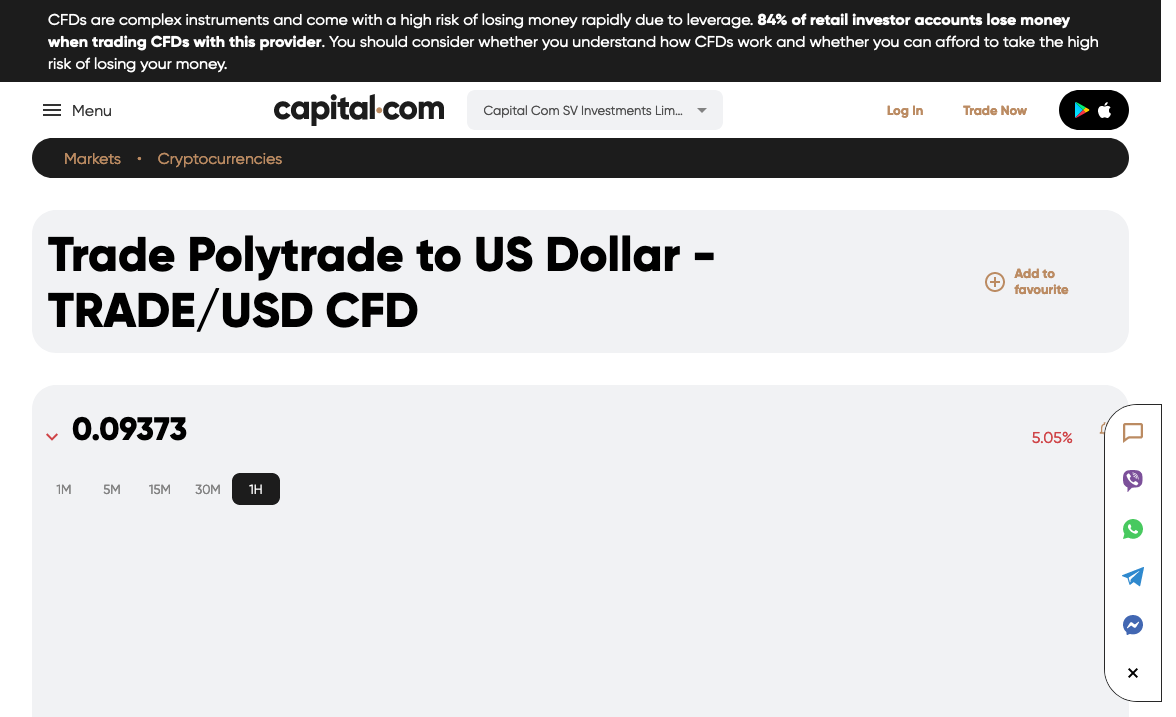 CFDs are complex instruments and come with a high risk of losing money rapidly due to leverage. 84% of retail investor accounts lose money
when trading CFDs with this provider. You should consider whether you understand how CFDs work and whether you can afford to take the high
risk of losing your money.
Menu
capital.com
Capital Com SV Investments Lim...
Log In
Trade Now
Markets • Cryptocurrencies
Trade Polytrade to US Dollar -
TRADE/USD CFD
Add to
favourite
0.09373
5.05%
1M 5M 15M 30M 1H